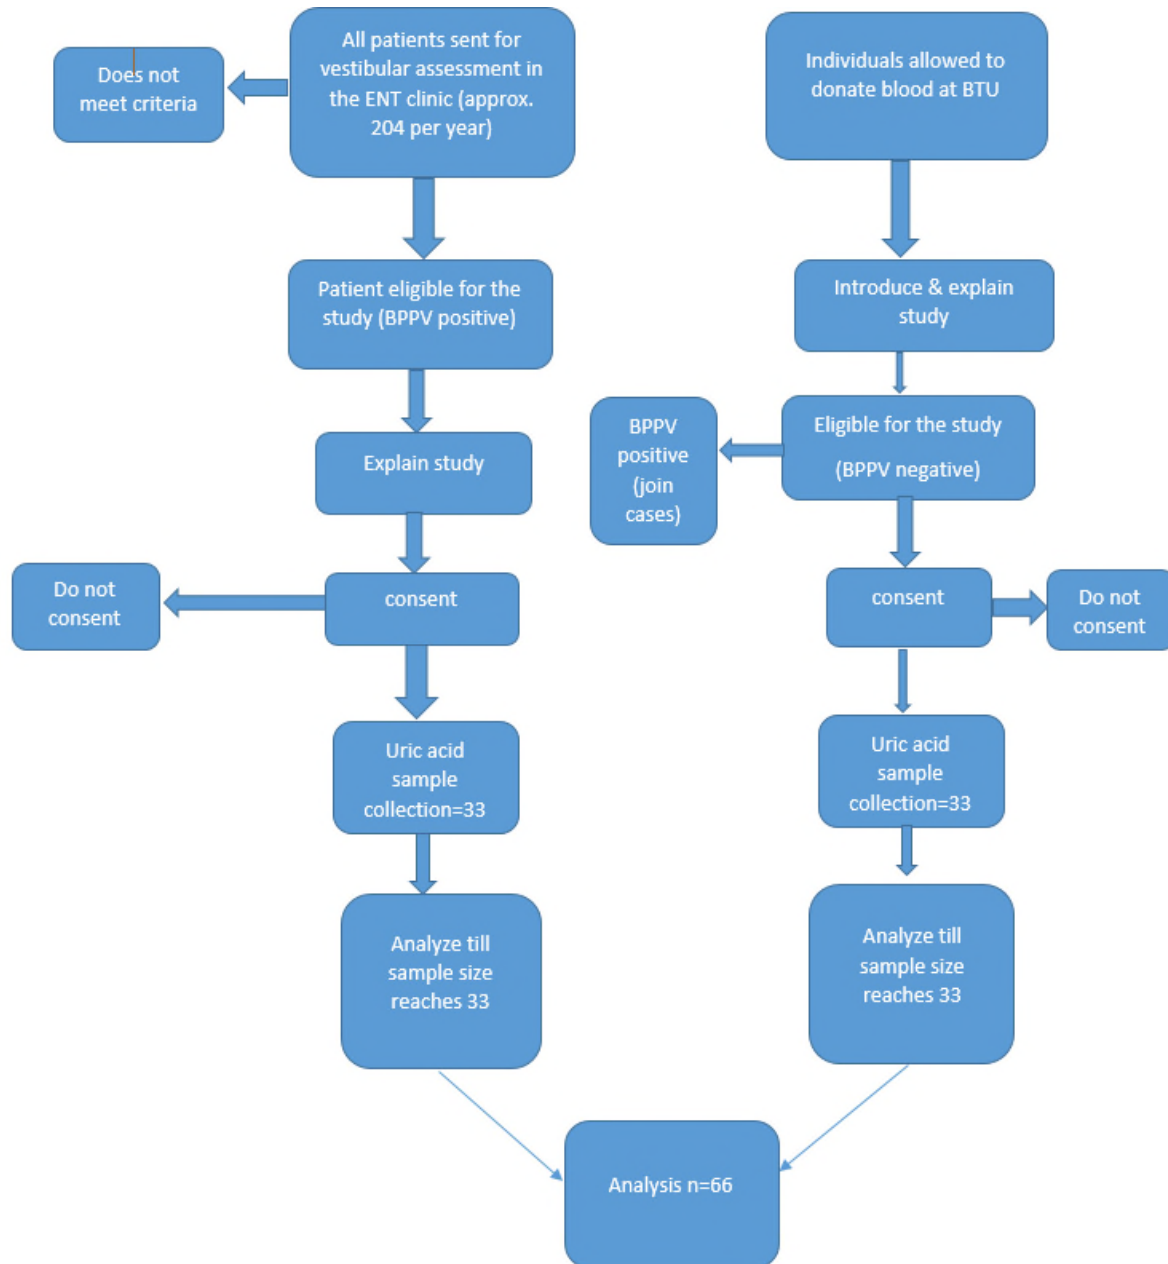 All patients sent for
vestibular assessment in
the ENT clinic (approx.
204 per year)
Does not
meet criteria
Patient eligible for the
study (BPPV positive)
Explain study
consent
Do not
consent
Uric acid
sample
collection=33
Analyze till
sample size
reaches 33
Individuals allowed to
donate blood at BTU
Introduce & explain
study
Eligible for the study
(BPPV negative)
BPPV
positive
(join
cases)
consent
Do not
consent
Uric acid
sample
collection=33
Analyze till
sample size
reaches 33
Analysis n=66